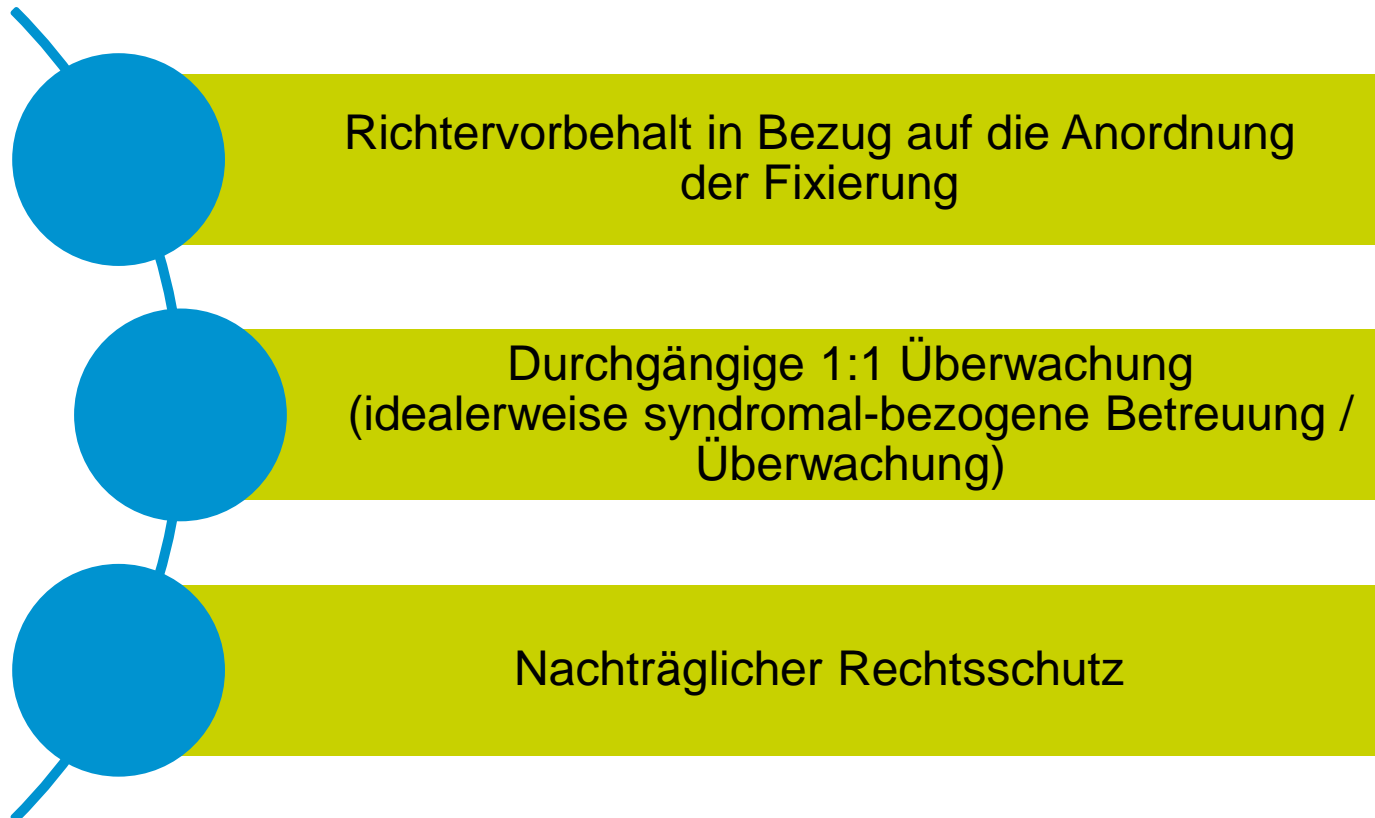 Richtervorbehalt in Bezug auf die Anordnung
der Fixierung
Durchgängige 1:1 Überwachung
(idealerweise syndromal-bezogene Betreuung /
Überwachung)
Nachträglicher Rechtsschutz